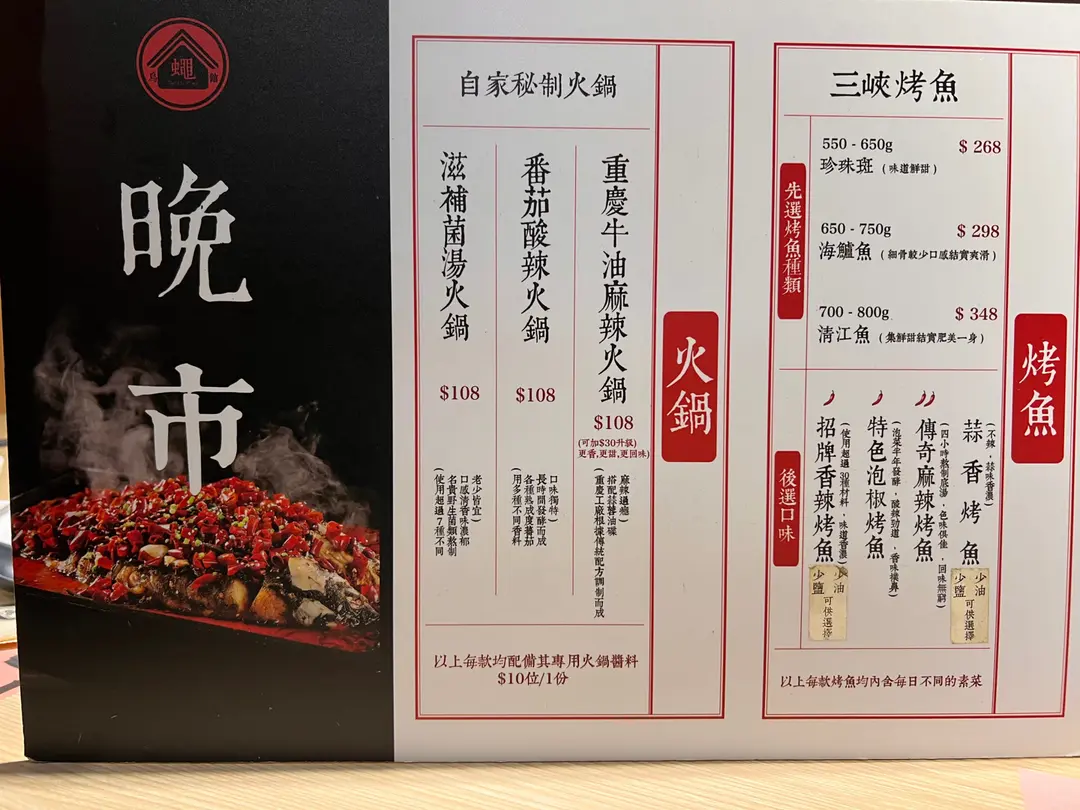 蠅
晚市
火鍋
自家秘制火鍋
重慶牛油麻辣火鍋
$108
(可加$30升級)
更香,更甜,更回味)
麻辣過癮)
搭配蒜蓉油碟
(重慶工廠根據傳統配方調制而成
番茄酸辣火鍋
$108
口味獨特)
長時間發酵而成
各種熟成度蕃茄
(用多種不同香料
滋補菌湯火鍋
$108
老少皆宜)
口感清香味濃郁
名貴野生菌類熬制
(使用超過7種不同
以上每款均配備其專用火鍋醬料
$10位/1份
烤魚
三峽烤魚
先選烤魚種類
550 - 650g
$ 268
珍珠斑 (味道鮮甜)
650 - 750g
$ 298
海鱸魚 (細骨較少口感結實爽滑)
700 - 800g
$ 348
清江魚 (集鮮甜結實肥美一身)
後選口味
蒜香烤魚
(不辣,蒜味香濃)
少油
少鹽
可供選擇
傳奇麻辣烤魚
(四小時熬制底湯,色味俱佳,回味無窮)
特色泡椒烤魚
(泡菜半年發酵,酸辣勁道,香味撲鼻)
招牌香辣烤魚
(使用超過30種材料,味道香濃)
少油
少鹽
可供選擇
以上每款烤魚均內含每日不同的素菜